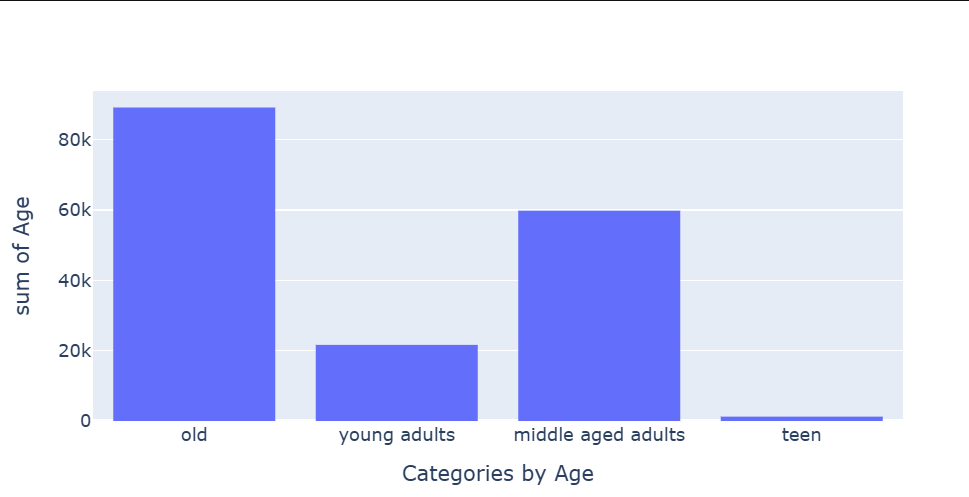 80k
60k
40k
20k
0
sum of Age
old
young adults
middle aged adults
teen
Categories by Age